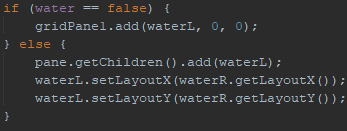 if (water == false) {
    gridPanel.add(waterL, 0, 0);
} else {
    pane.getChildren().add(waterL);
    waterL.setLayoutX(waterR.getLayoutX());
    waterL.setLayoutY(waterR.getLayoutY());
}